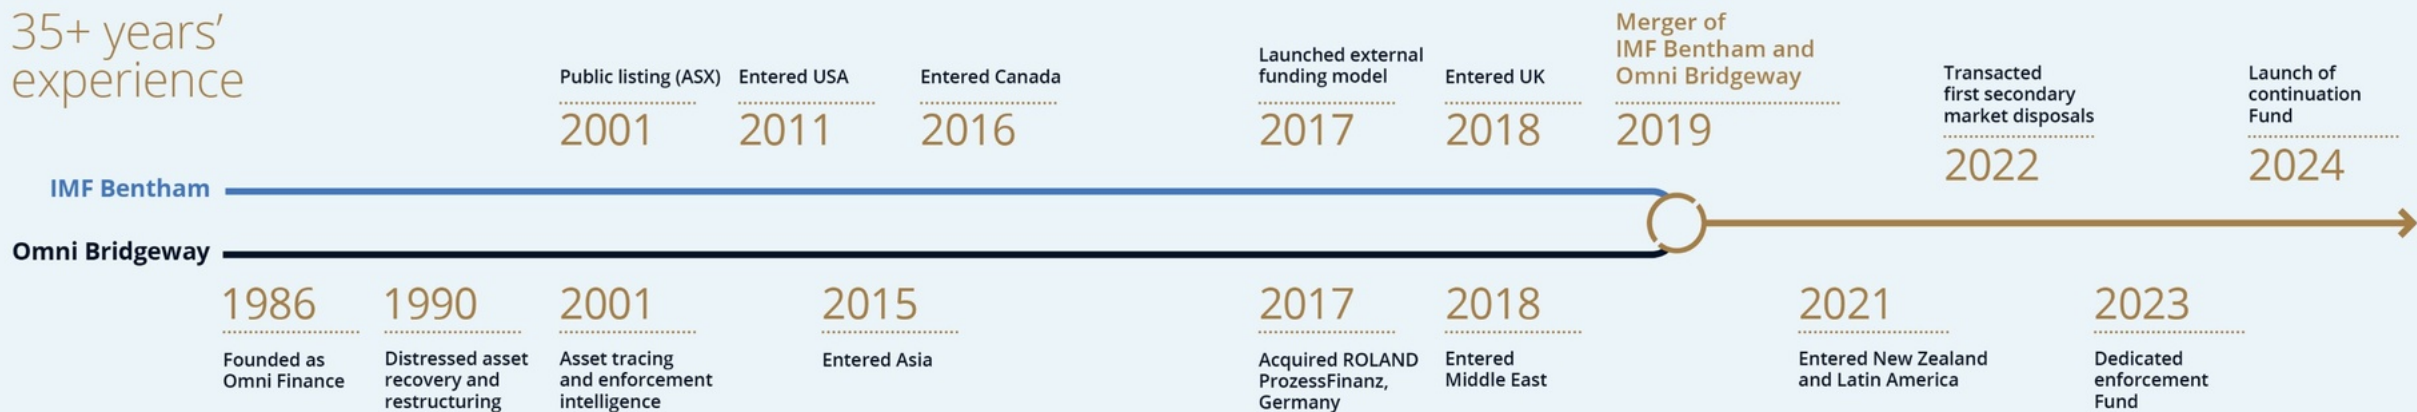 35+ years’
experience
Public listing (ASX)
2001
Entered USA
2011
Entered Canada
2016
Launched external
funding model
2017
Entered UK
2018
Merger of
IMF Bentham and
Omni Bridgeway
2019
Transacted
first secondary
market disposals
2022
Launch of
continuation
Fund
2024
IMF Bentham
Omni Bridgeway
1986
Founded as
Omni Finance
1990
Distressed asset
recovery and
restructuring
2001
Asset tracing
and enforcement
intelligence
2015
Entered Asia
2017
Acquired ROLAND
ProzessFinanz,
Germany
2018
Entered
Middle East
2021
Entered New Zealand
and Latin America
2023
Dedicated
enforcement
Fund